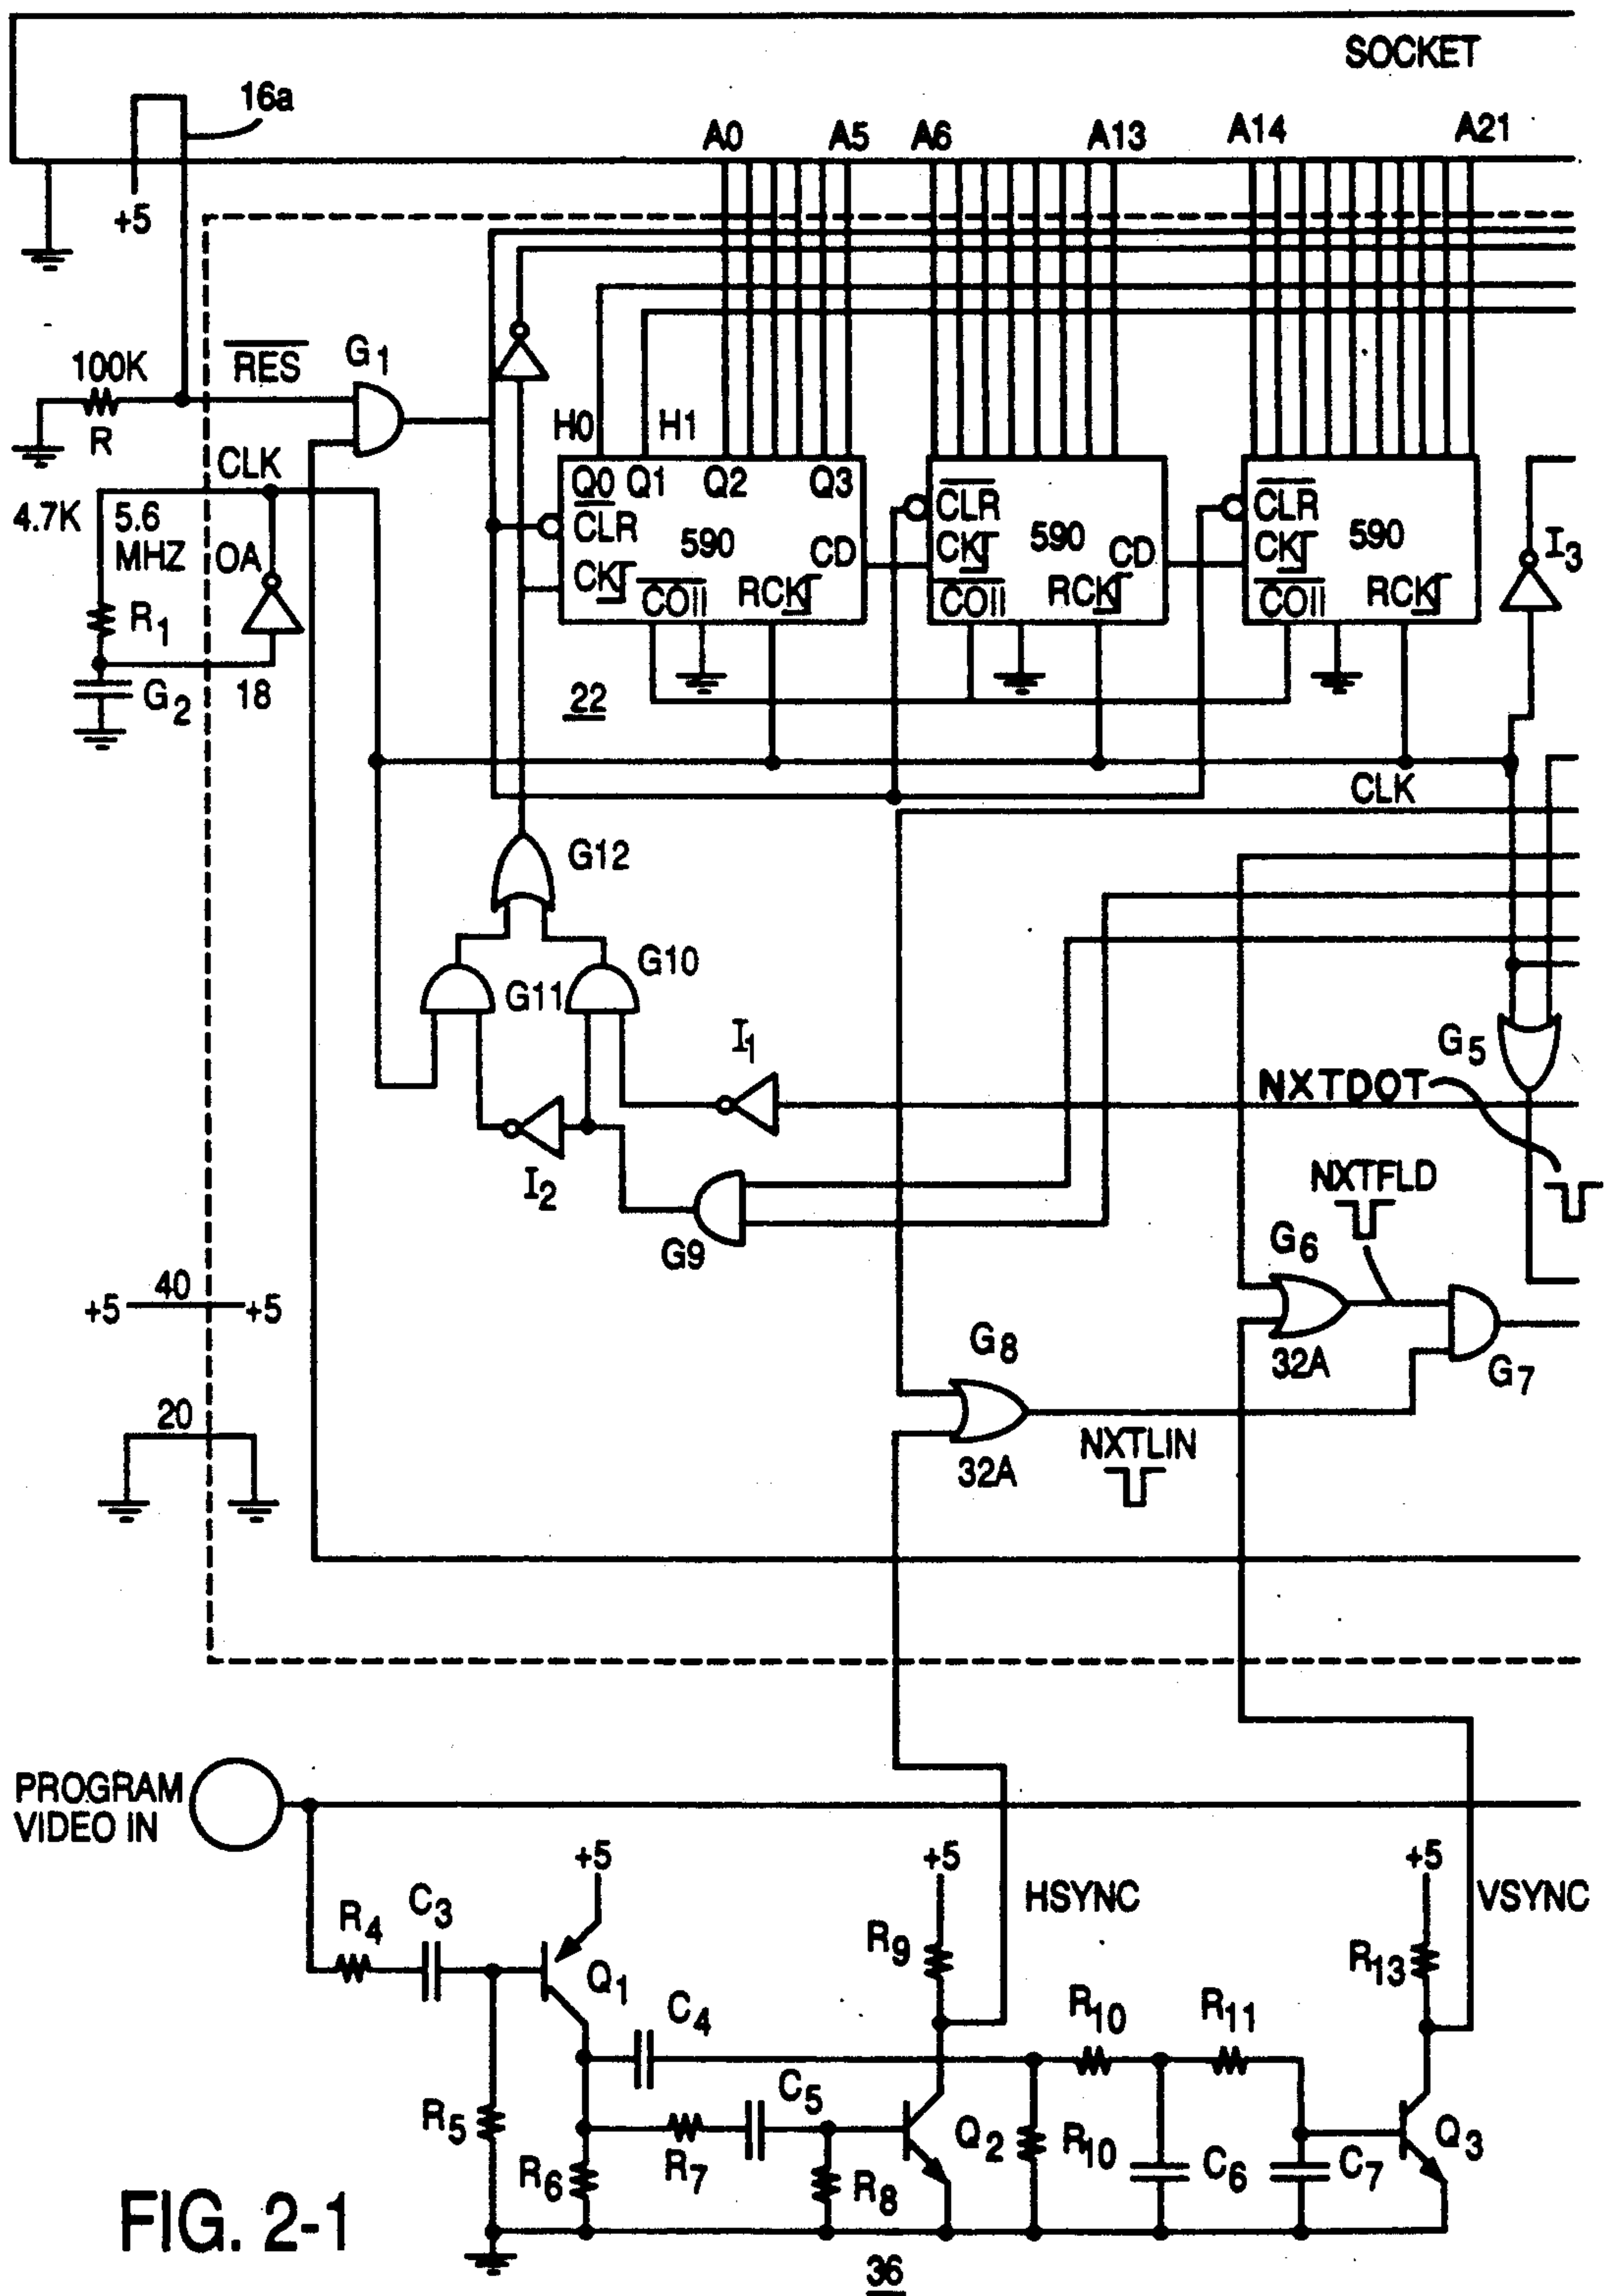 SOCKET
16a
A0 A5 A6 A13 A14 A21
+5
100K
RES
G1
R
H0 H1
CLK
Q0 Q1 Q2 Q3
4.7K
5.6
MHZ
OA
CLR
590
CD
CK
COII
RCK
CLR
590
CD
CK
COII
RCK
CLR
590
CK
COII
RCK
I3
R1
G2
18
22
CLK
G12
G10
G11
I1
G5
NXTDOT
I2
NXTFLD
G9
G6
40
+5 +5
G8
32A
G7
20
NXTLIN
32A
PROGRAM
VIDEO IN
+5 +5 +5
HSYNC
VSYNC
R4
C3
R9
R13
Q1
C4
R10
R11
C5
R5
Q2
R10
Q3
R6
R7
R8
C6
C7
FIG. 2-1
36